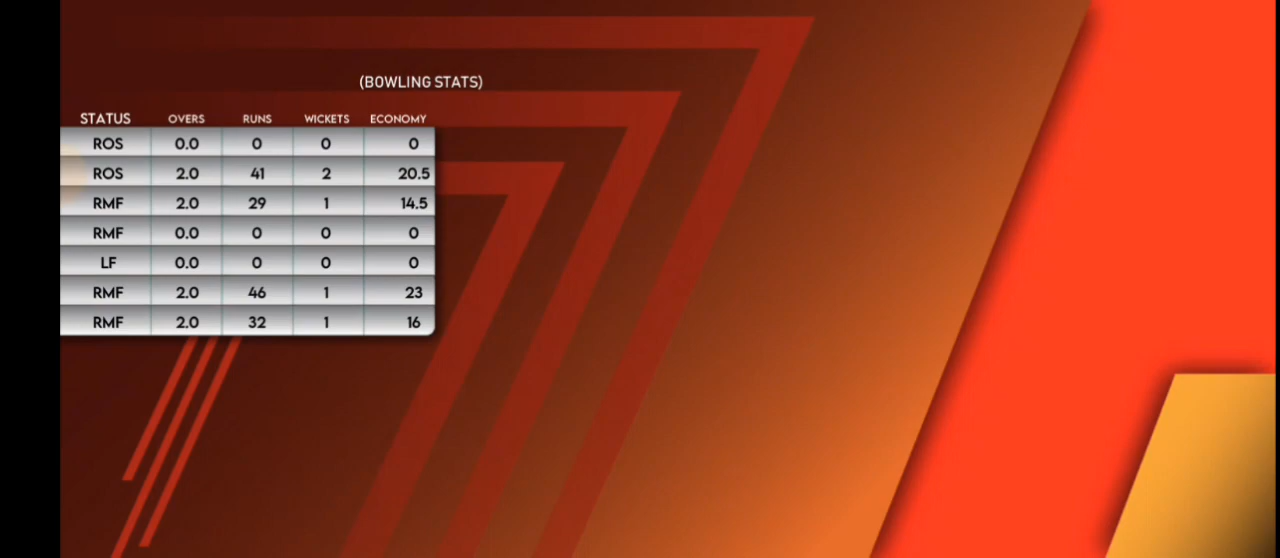 (BOWLING STATS)
STATUS OVERS RUNS WICKETS ECONOMY
ROS 0.0 0 0 0
ROS 2.0 41 2 20.5
RMF 2.0 29 1 14.5
RMF 0.0 0 0 0
LF 0.0 0 0 0
RMF 2.0 46 1 23
RMF 2.0 32 1 16